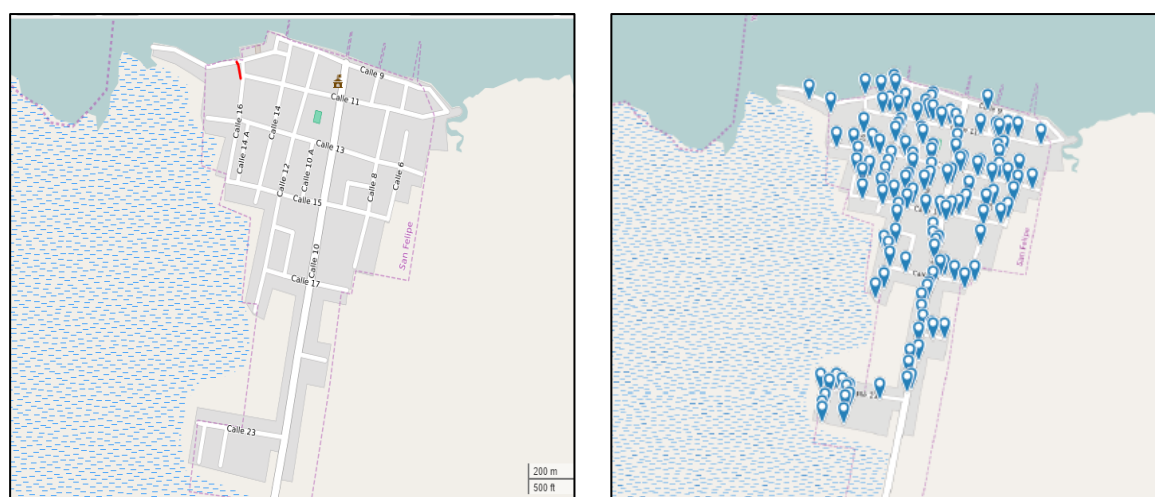 Calle 9
Calle 11
Calle 16
Calle 14
Calle 14 A
Calle 13
Calle 12
Calle 10 A
Calle 8
Calle 6
Calle 15
San Felipe
Calle 10
Calle 17
Calle 23
200 m
500 ft
San Felipe